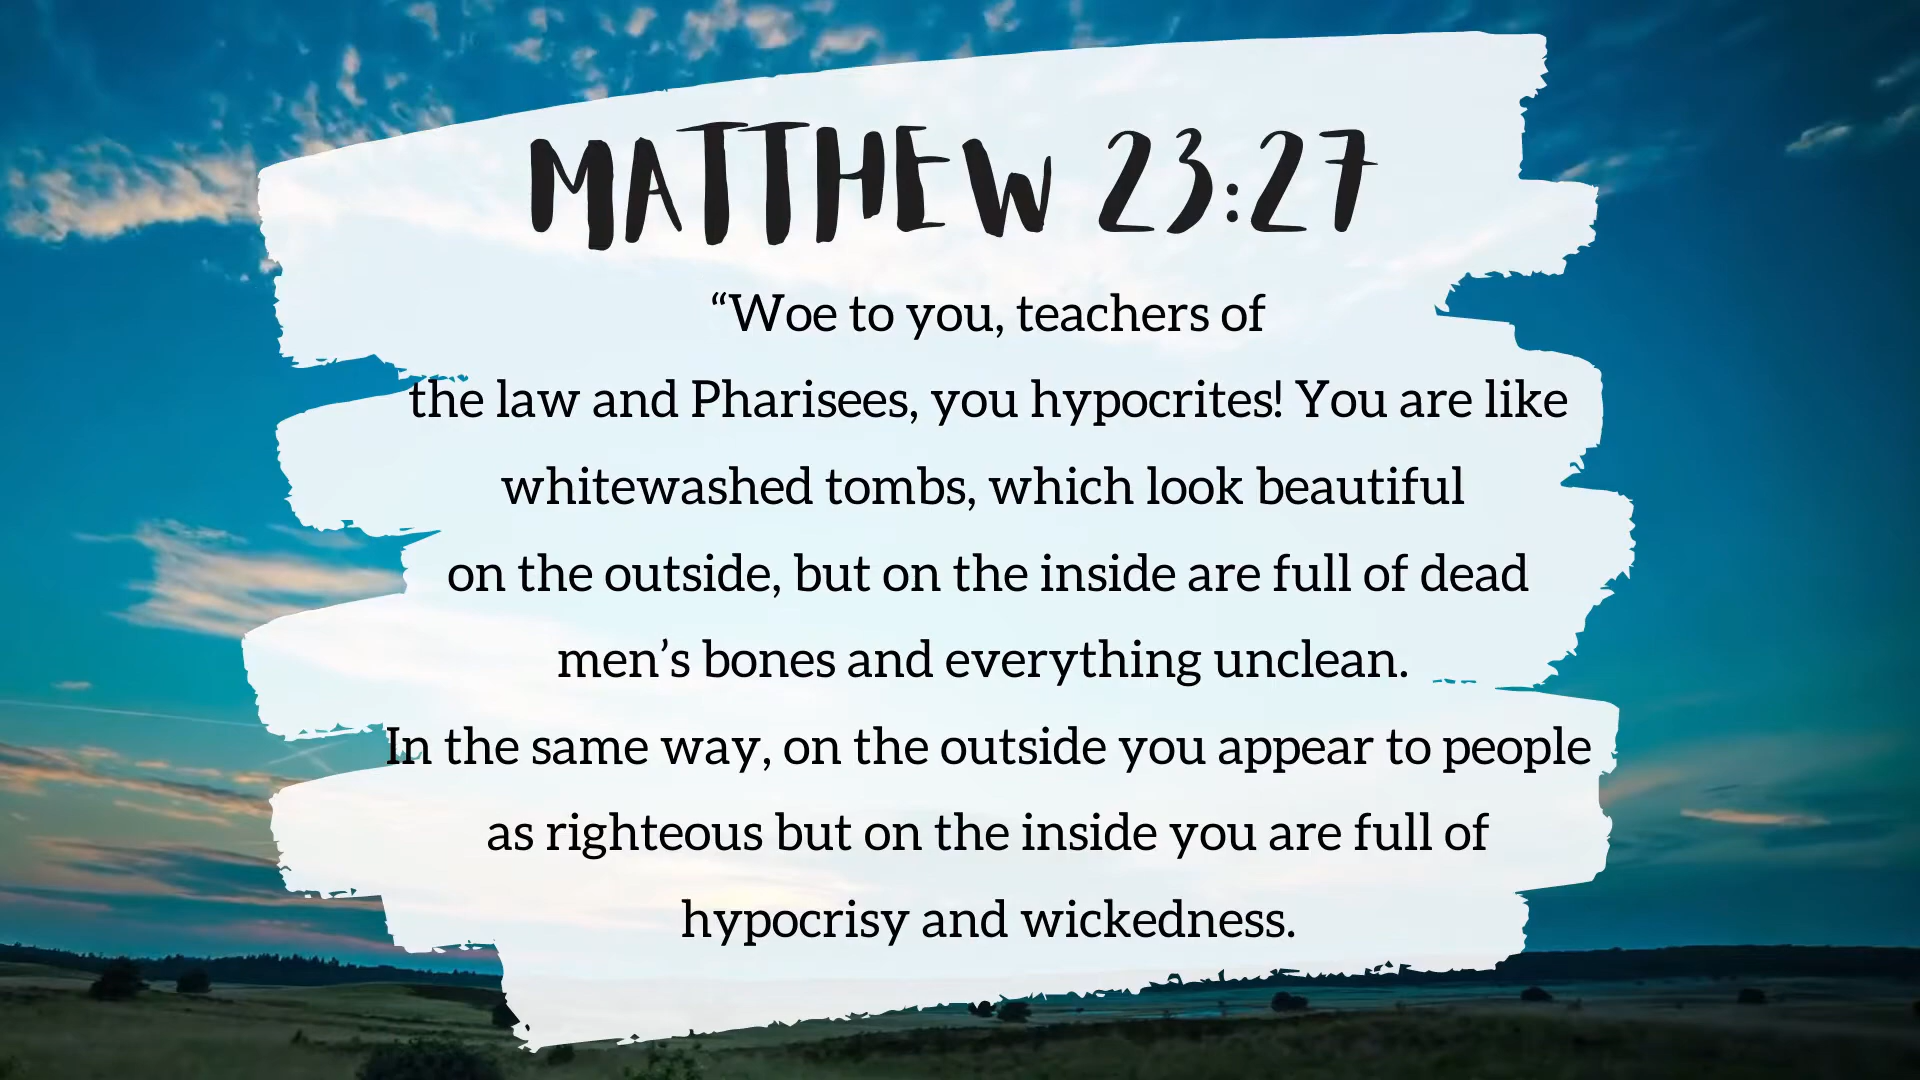 MATTHEW 23:27
“Woe to you, teachers of
the law and Pharisees, you hypocrites! You are like
whitewashed tombs, which look beautiful
on the outside, but on the inside are full of dead
men’s bones and everything unclean.
In the same way, on the outside you appear to people
as righteous but on the inside you are full of
hypocrisy and wickedness.